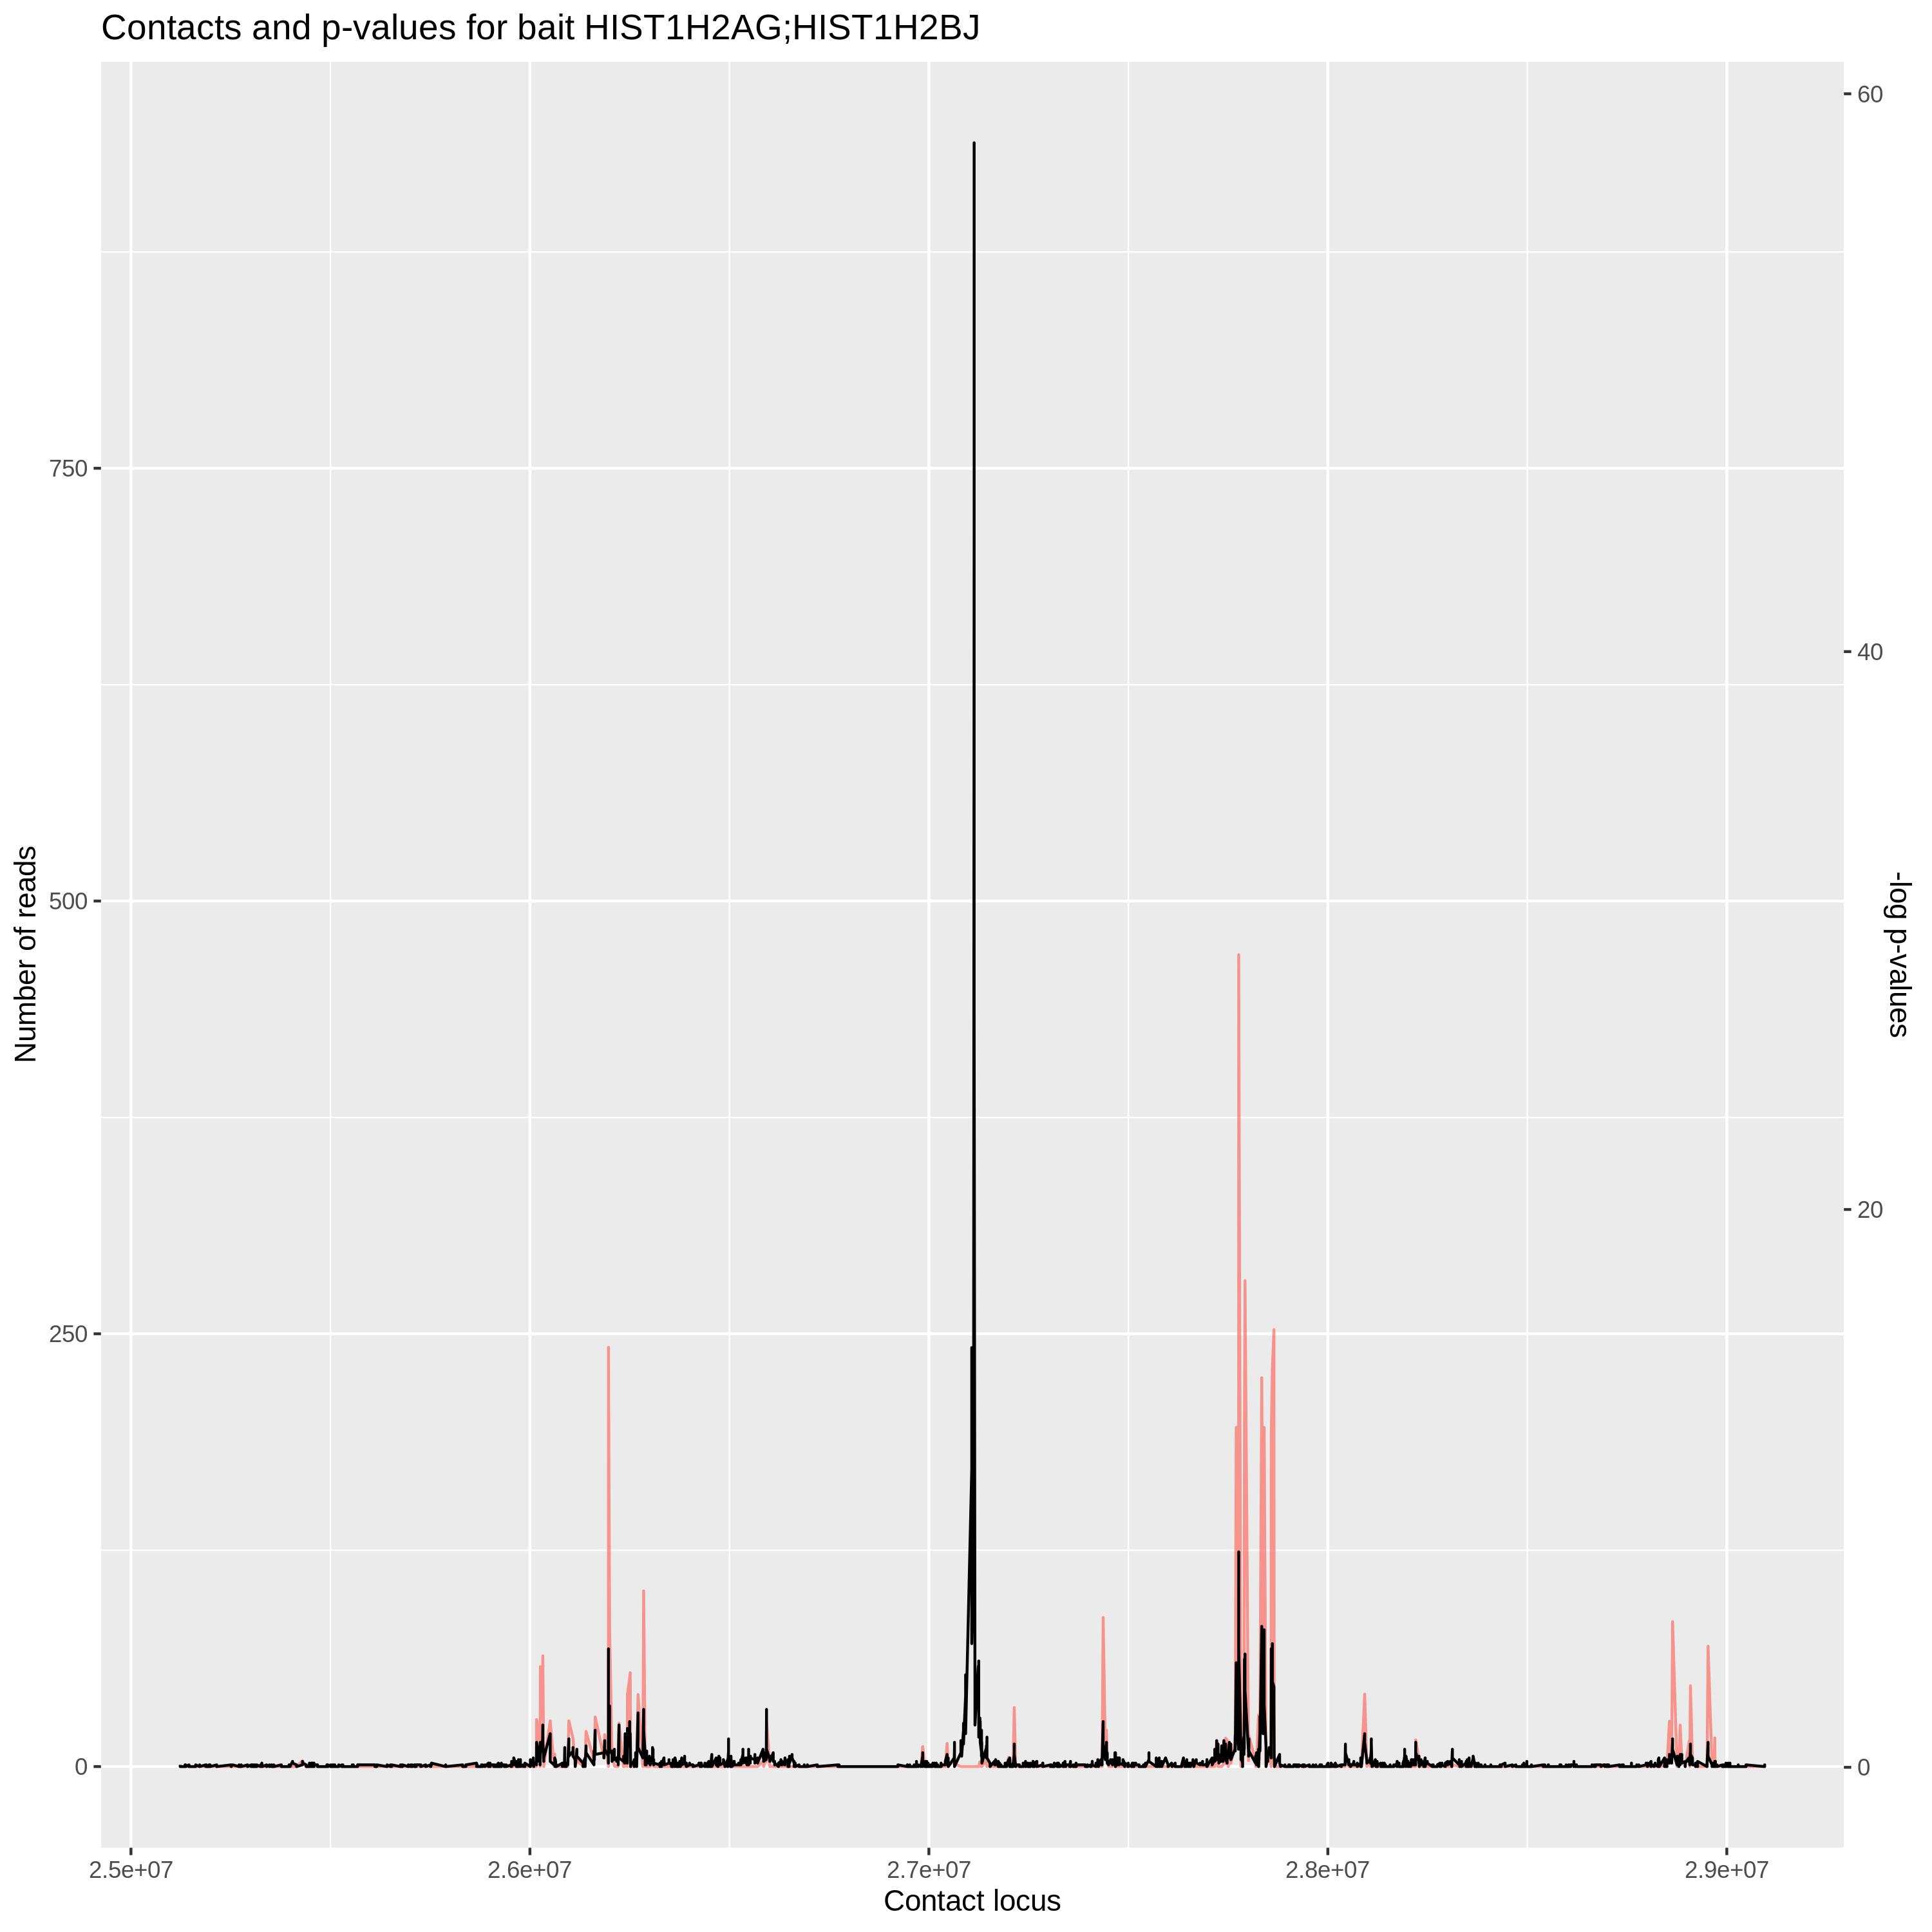 Contacts and p-values for bait HIST1H2AG;HIST1H2BJ
60
750
40
500
Number of reads
-log p-values
20
250
0
0
2.5e+07
2.6e+07
2.7e+07
2.8e+07
2.9e+07
Contact locus